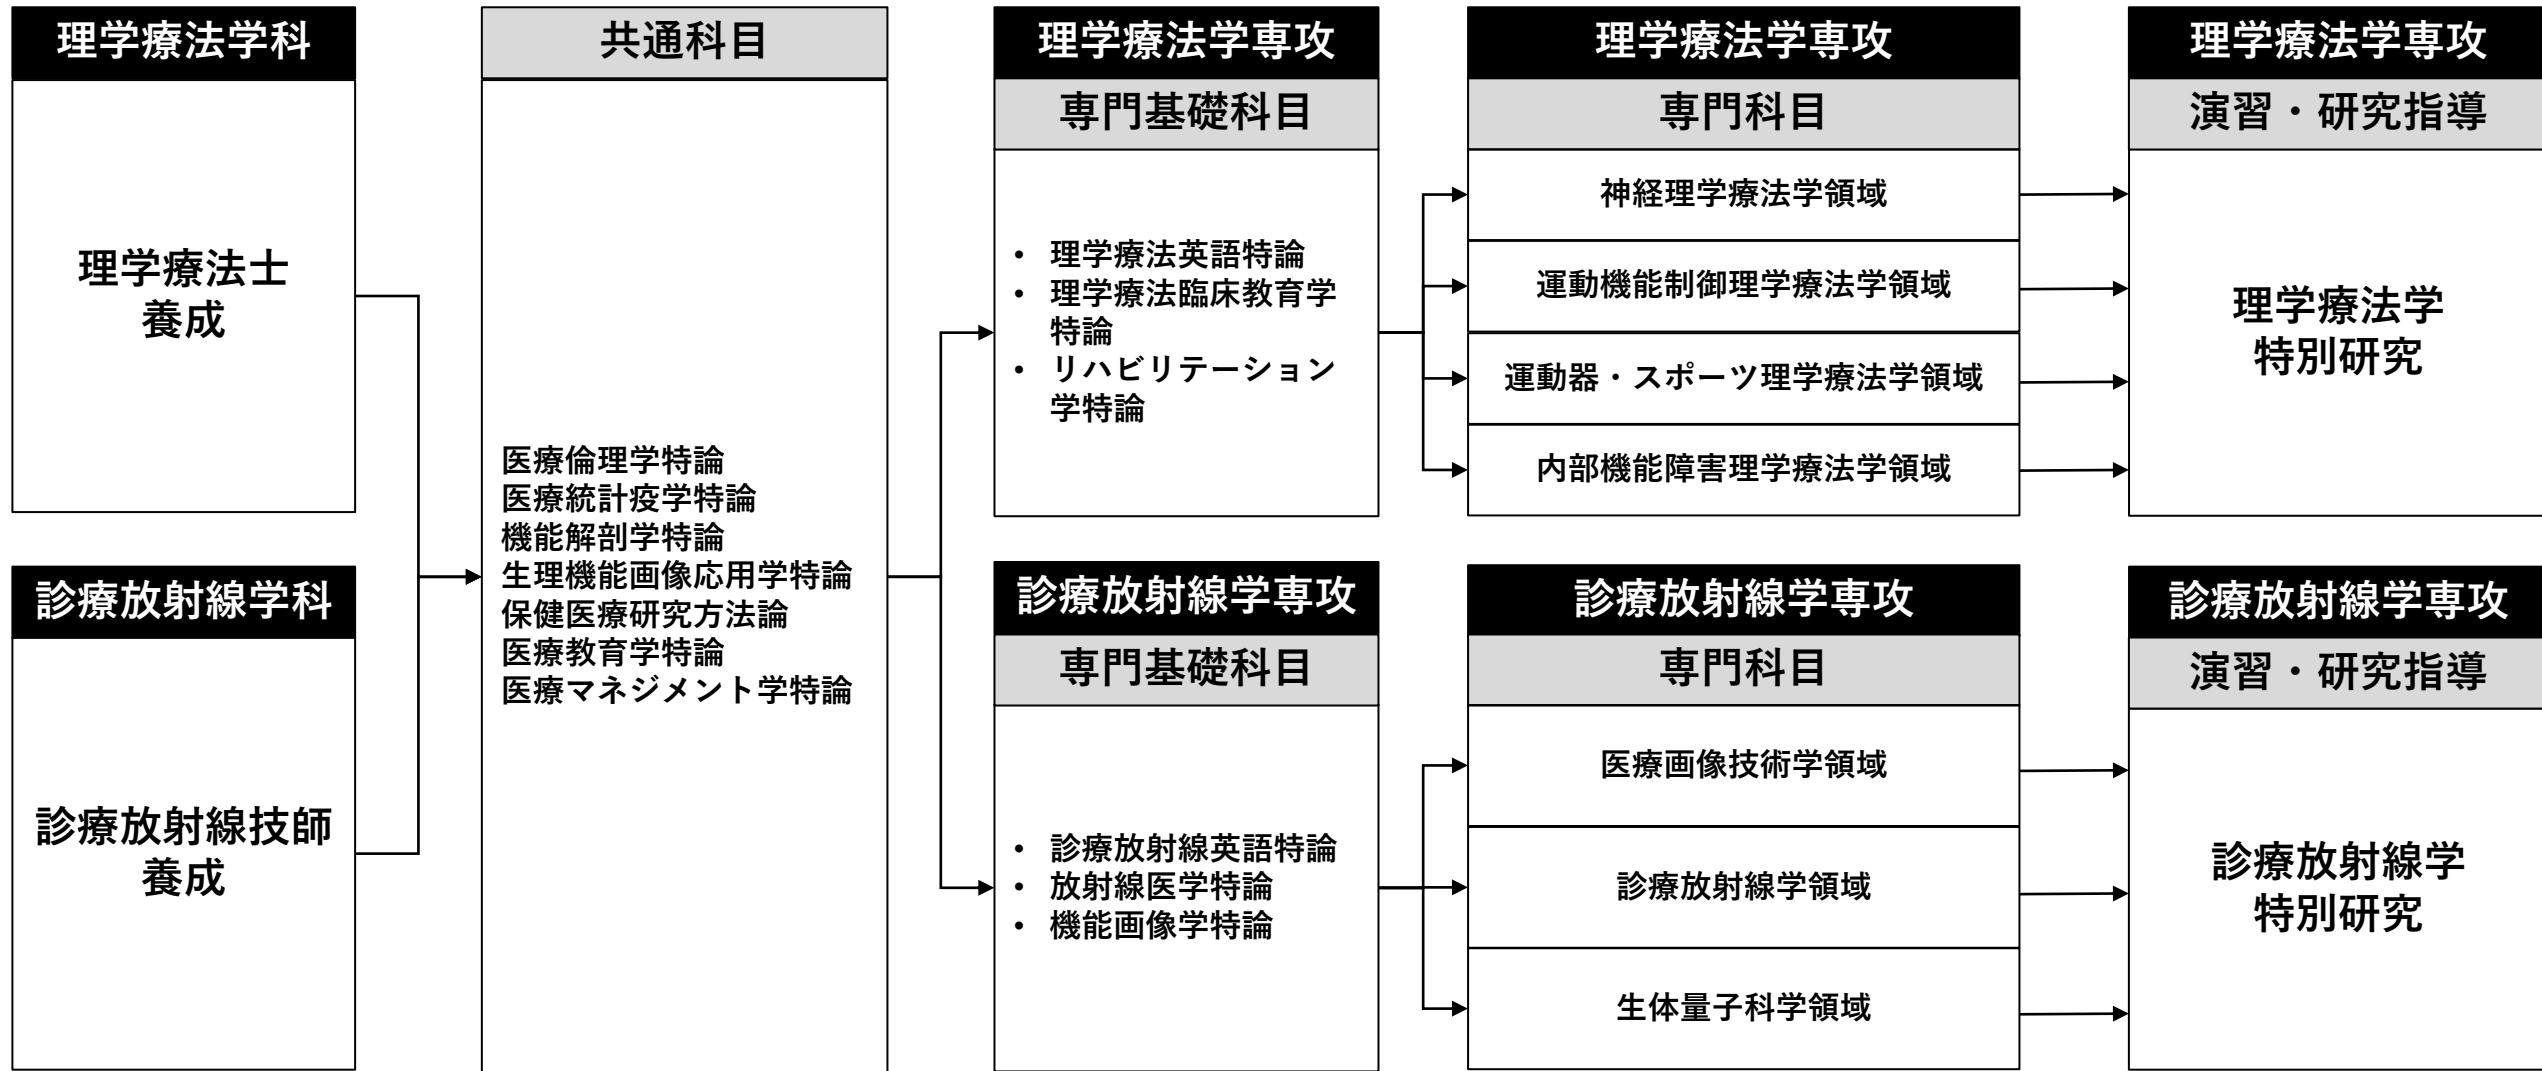 理学療法学科
理学療法士
養成
診療放射線学科
診療放射線技師
養成
共通科目
医療倫理学特論
医療統計疫学特論
機能解剖学特論
生理機能画像応用学特論
保健医療研究方法論
医療教育学特論
医療マネジメント学特論
理学療法学専攻
専門基礎科目
• 理学療法英語特論
• 理学療法臨床教育学
特論
• リハビリテーション
学特論
理学療法学専攻
専門科目
神経理学療法学領域
運動機能制御理学療法学領域
運動器・スポーツ理学療法学領域
内部機能障害理学療法学領域
理学療法学専攻
演習・研究指導
理学療法学
特別研究
診療放射線学専攻
専門基礎科目
• 診療放射線英語特論
• 放射線医学特論
• 機能画像学特論
診療放射線学専攻
専門科目
医療画像技術学領域
診療放射線学領域
生体量子科学領域
診療放射線学専攻
演習・研究指導
診療放射線学
特別研究